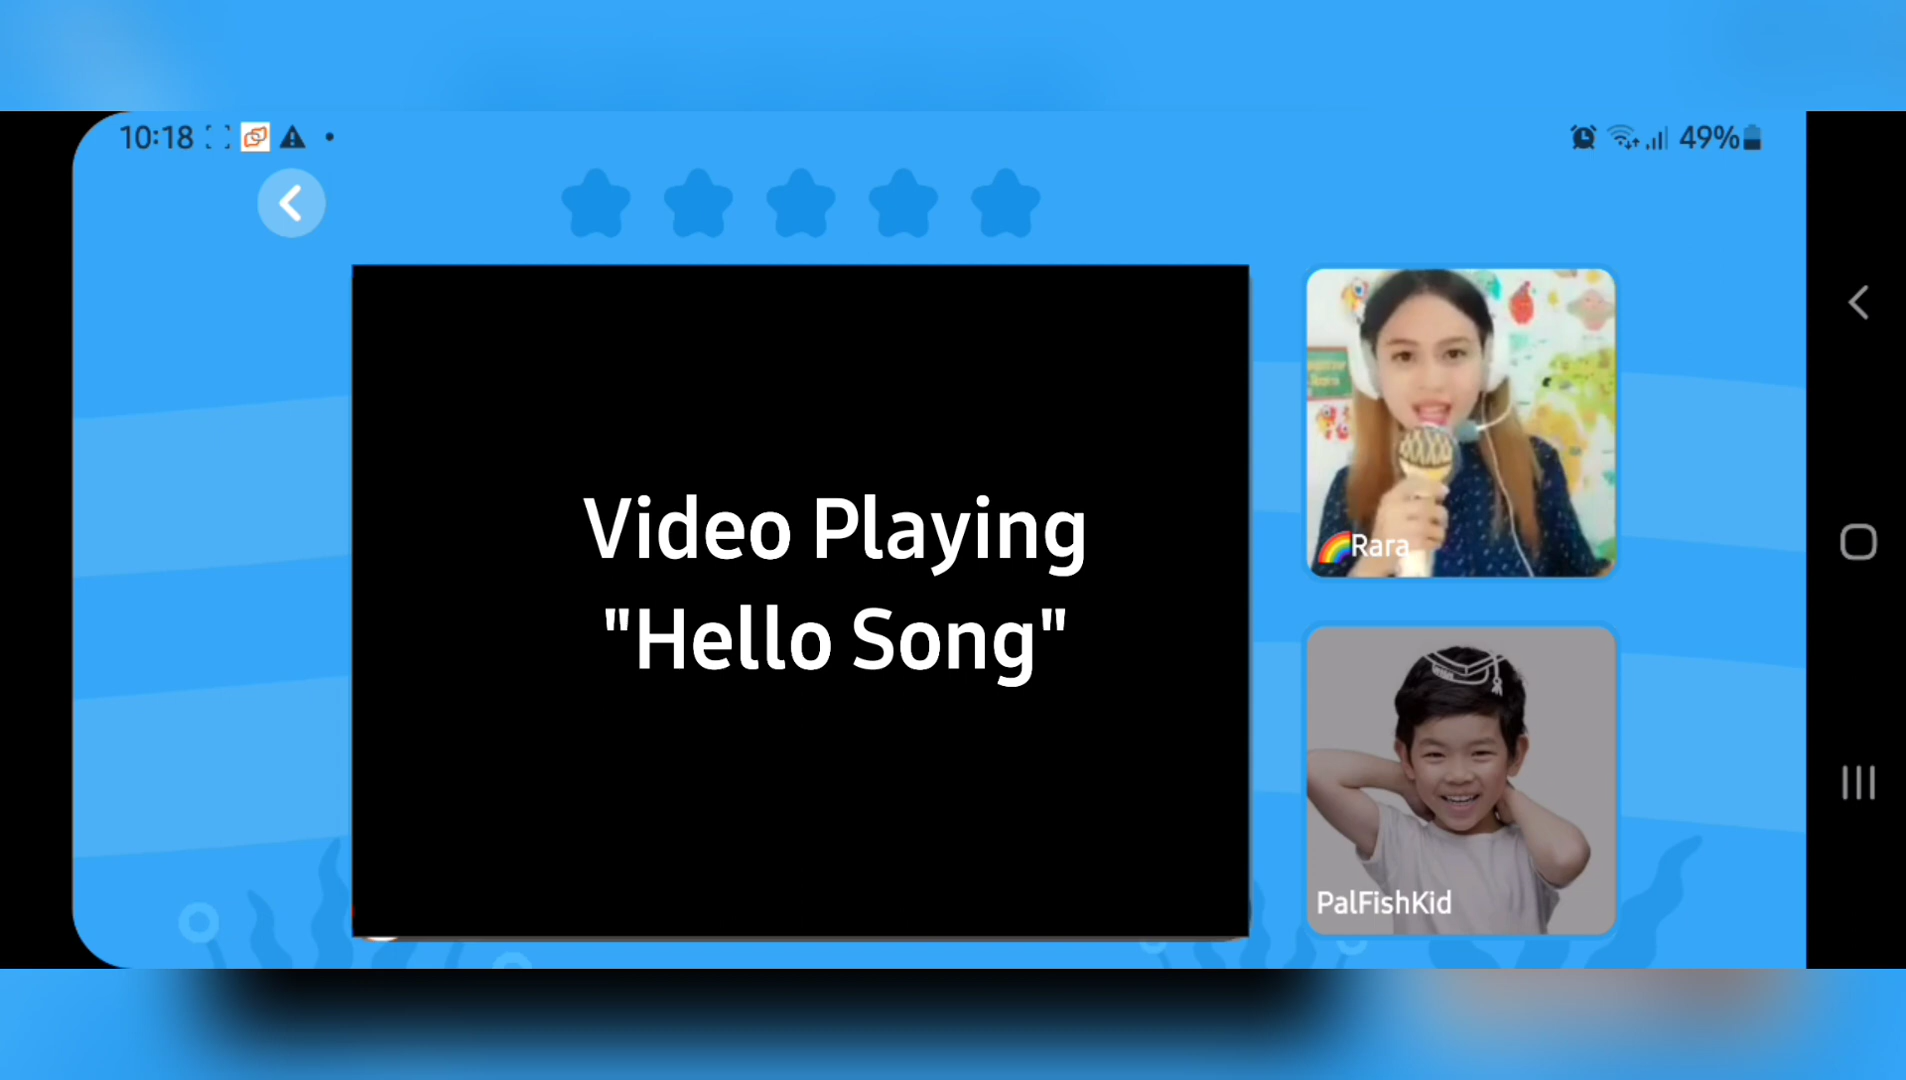 10:18
49%
Video Playing
"Hello Song"
Rara
PalFishKid